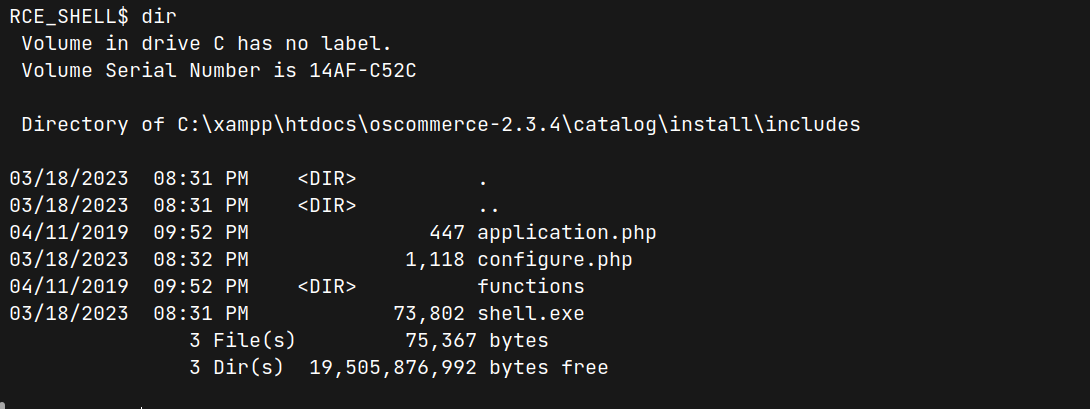 RCE_SHELL$ dir
 Volume in drive C has no label.
 Volume Serial Number is 14AF-C52C

 Directory of C:\xampp\htdocs\oscommerce-2.3.4\catalog\install\includes

03/18/2023  08:31 PM    <DIR>          .
03/18/2023  08:31 PM    <DIR>          ..
04/11/2019  09:52 PM               447 application.php
03/18/2023  08:32 PM             1,118 configure.php
04/11/2019  09:52 PM    <DIR>          functions
03/18/2023  08:31 PM            73,802 shell.exe
               3 File(s)         75,367 bytes
               3 Dir(s)  19,505,876,992 bytes free